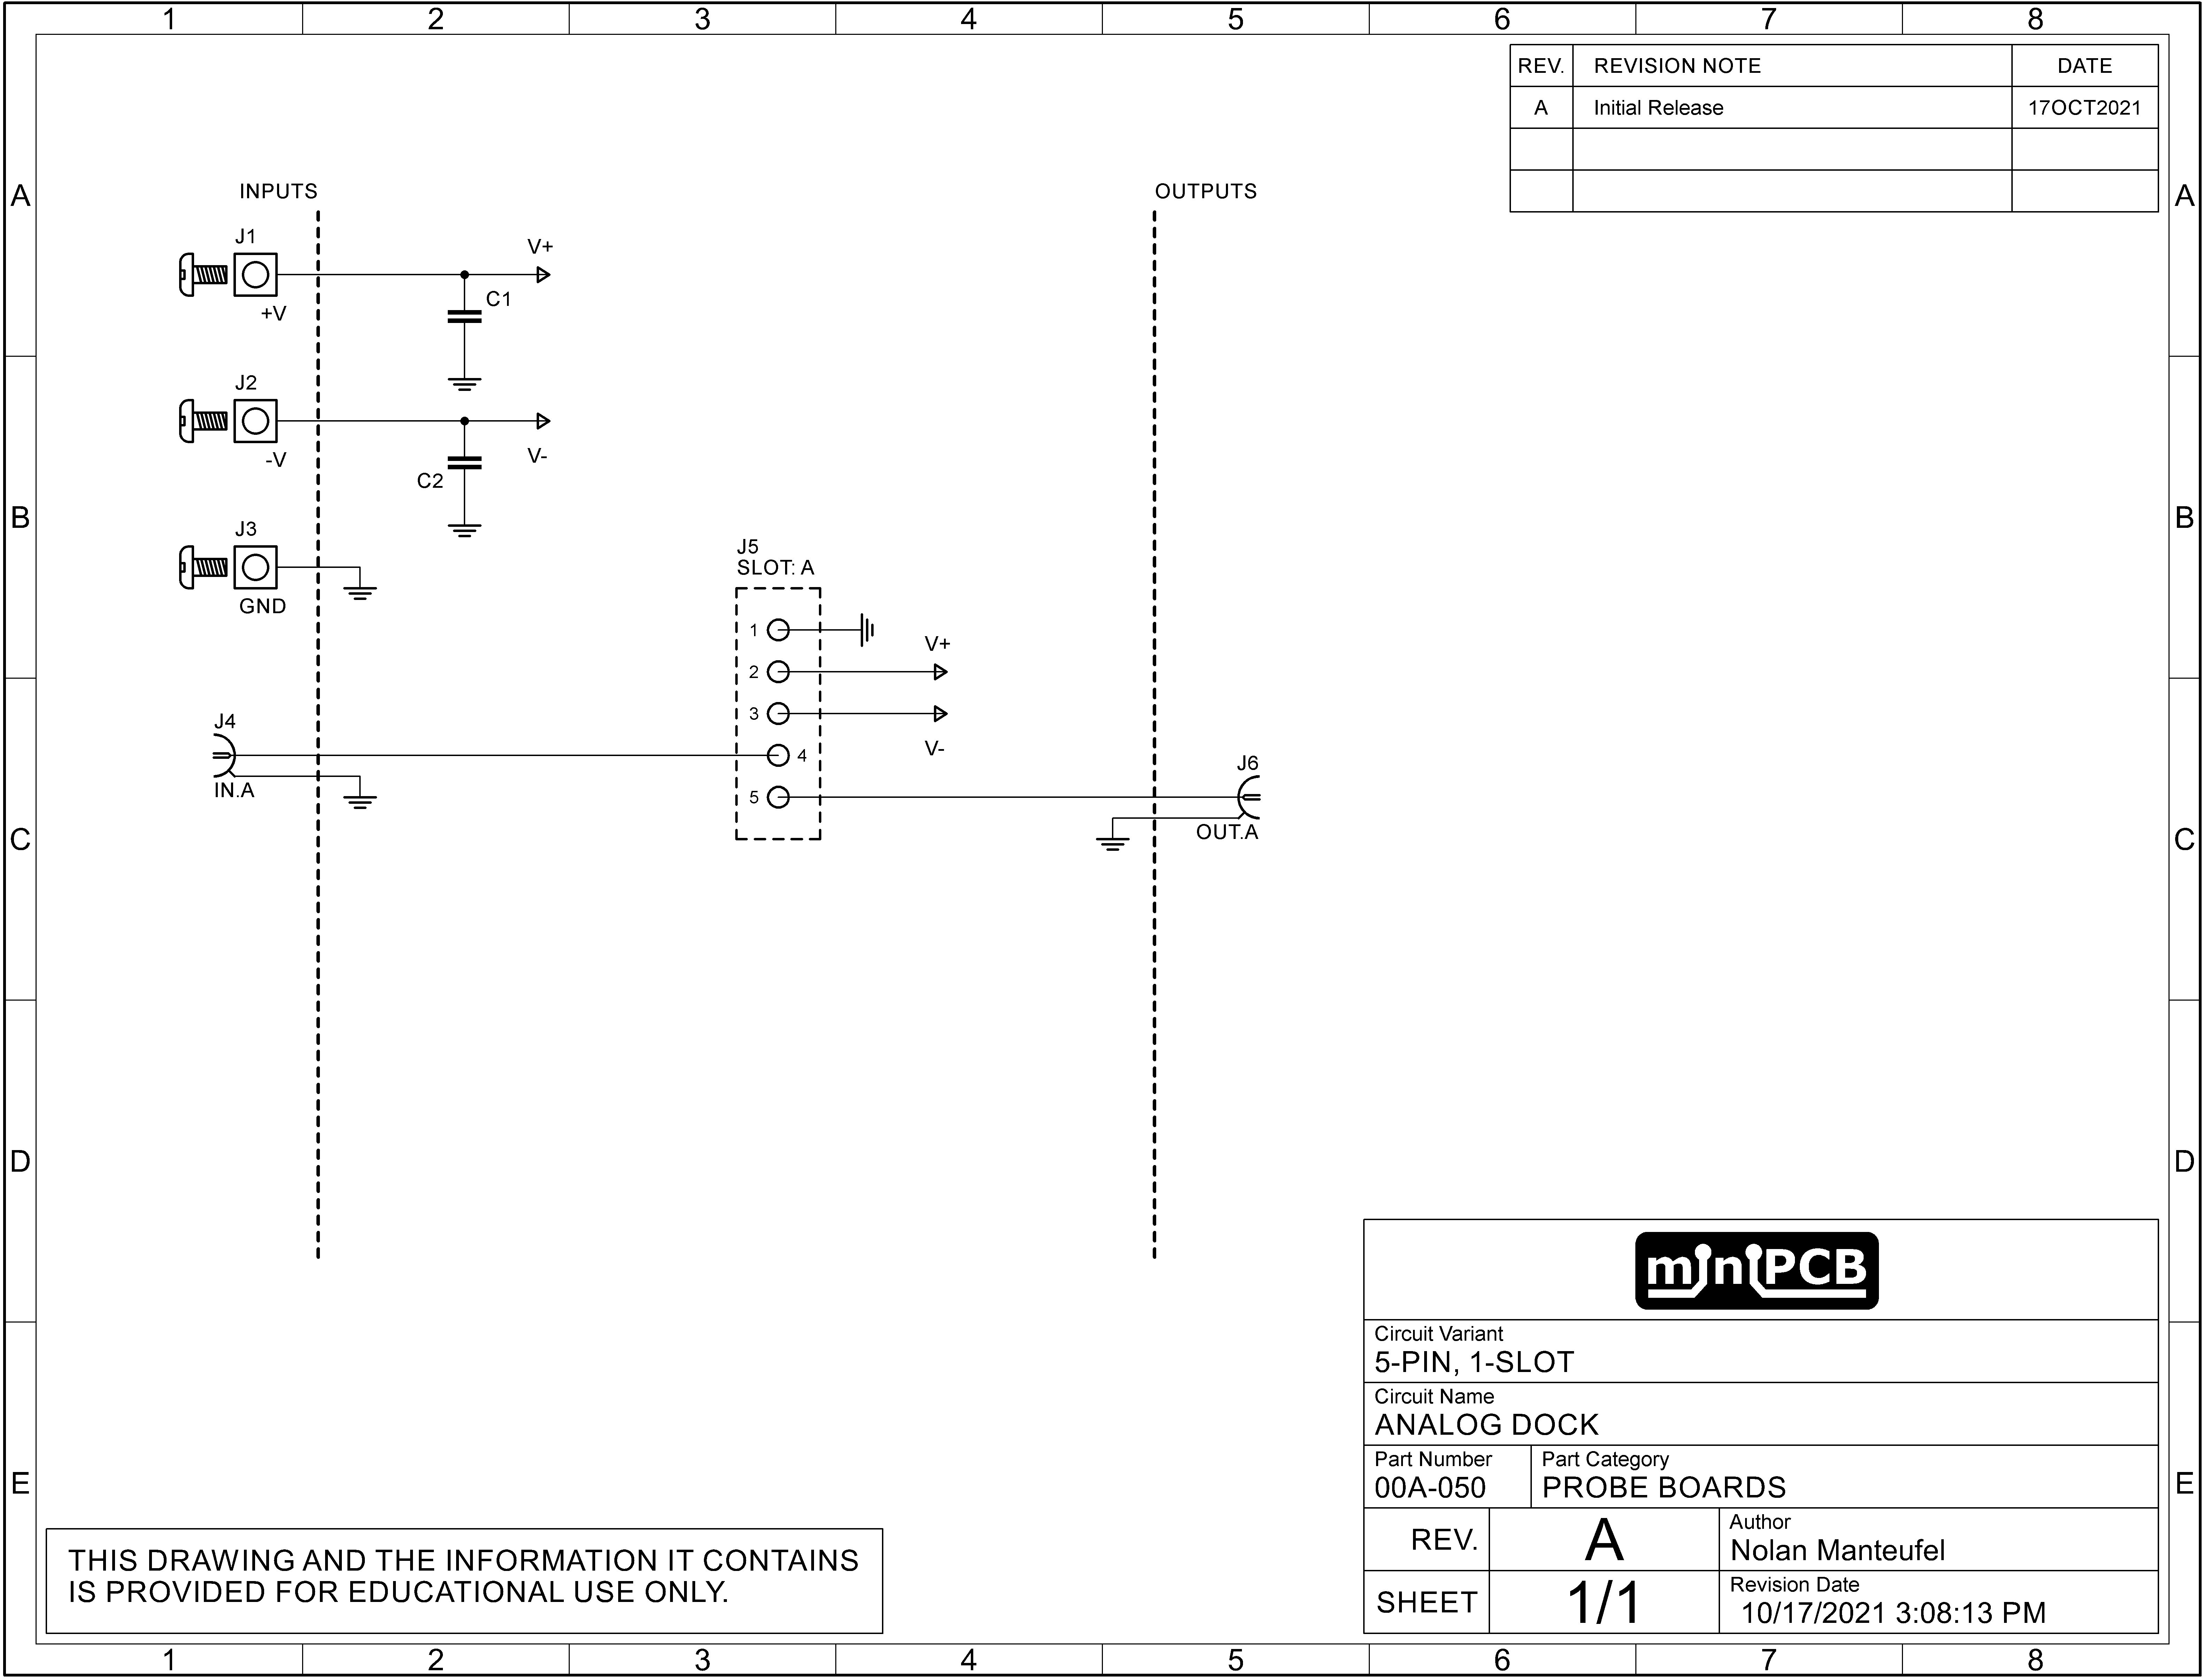 1 2 3 4 5 6 7 8
REV. REVISION NOTE DATE
A Initial Release 17OCT2021
A A
INPUTS
OUTPUTS
J1
+V
V+
C1
J2
-V
V-
C2
B B
J3
GND
J5
SLOT: A
1
2
3
4
5
V+
V-
J4
IN.A
J6
OUT.A
C C
D D
miniPCB
Circuit Variant
5-PIN, 1-SLOT
Circuit Name
ANALOG DOCK
Part Number
00A-050
Part Category
PROBE BOARDS
E E
REV. A
Author
Nolan Manteufel
SHEET 1/1
Revision Date
10/17/2021 3:08:13 PM
THIS DRAWING AND THE INFORMATION IT CONTAINS
IS PROVIDED FOR EDUCATIONAL USE ONLY.
1 2 3 4 5 6 7 8